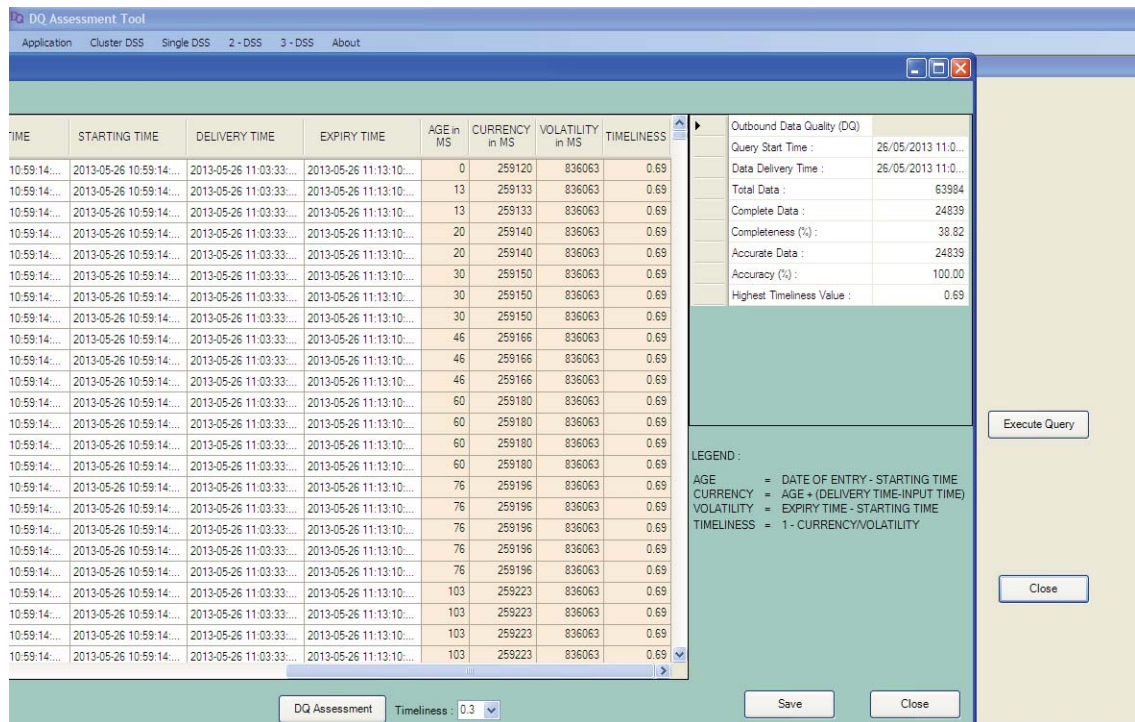 DQ Assessment Tool
Application Cluster DSS Single DSS 2 - DSS 3 - DSS About
TIME STARTING TIME DELIVERY TIME EXPIRY TIME AGE in MS CURRENCY in MS VOLATILITY in MS TIMELINESS
10:59:14:... 2013-05-26 10:59:14:... 2013-05-26 11:03:33:... 2013-05-26 11:13:10:... 0 259120 836063 0.69
10:59:14:... 2013-05-26 10:59:14:... 2013-05-26 11:03:33:... 2013-05-26 11:13:10:... 13 259133 836063 0.69
10:59:14:... 2013-05-26 10:59:14:... 2013-05-26 11:03:33:... 2013-05-26 11:13:10:... 13 259133 836063 0.69
10:59:14:... 2013-05-26 10:59:14:... 2013-05-26 11:03:33:... 2013-05-26 11:13:10:... 20 259140 836063 0.69
10:59:14:... 2013-05-26 10:59:14:... 2013-05-26 11:03:33:... 2013-05-26 11:13:10:... 20 259140 836063 0.69
10:59:14:... 2013-05-26 10:59:14:... 2013-05-26 11:03:33:... 2013-05-26 11:13:10:... 30 259150 836063 0.69
10:59:14:... 2013-05-26 10:59:14:... 2013-05-26 11:03:33:... 2013-05-26 11:13:10:... 30 259150 836063 0.69
10:59:14:... 2013-05-26 10:59:14:... 2013-05-26 11:03:33:... 2013-05-26 11:13:10:... 30 259150 836063 0.69
10:59:14:... 2013-05-26 10:59:14:... 2013-05-26 11:03:33:... 2013-05-26 11:13:10:... 46 259166 836063 0.69
10:59:14:... 2013-05-26 10:59:14:... 2013-05-26 11:03:33:... 2013-05-26 11:13:10:... 46 259166 836063 0.69
10:59:14:... 2013-05-26 10:59:14:... 2013-05-26 11:03:33:... 2013-05-26 11:13:10:... 46 259166 836063 0.69
10:59:14:... 2013-05-26 10:59:14:... 2013-05-26 11:03:33:... 2013-05-26 11:13:10:... 60 259180 836063 0.69
10:59:14:... 2013-05-26 10:59:14:... 2013-05-26 11:03:33:... 2013-05-26 11:13:10:... 60 259180 836063 0.69
10:59:14:... 2013-05-26 10:59:14:... 2013-05-26 11:03:33:... 2013-05-26 11:13:10:... 60 259180 836063 0.69
10:59:14:... 2013-05-26 10:59:14:... 2013-05-26 11:03:33:... 2013-05-26 11:13:10:... 60 259180 836063 0.69
10:59:14:... 2013-05-26 10:59:14:... 2013-05-26 11:03:33:... 2013-05-26 11:13:10:... 76 259196 836063 0.69
10:59:14:... 2013-05-26 10:59:14:... 2013-05-26 11:03:33:... 2013-05-26 11:13:10:... 76 259196 836063 0.69
10:59:14:... 2013-05-26 10:59:14:... 2013-05-26 11:03:33:... 2013-05-26 11:13:10:... 76 259196 836063 0.69
10:59:14:... 2013-05-26 10:59:14:... 2013-05-26 11:03:33:... 2013-05-26 11:13:10:... 76 259196 836063 0.69
10:59:14:... 2013-05-26 10:59:14:... 2013-05-26 11:03:33:... 2013-05-26 11:13:10:... 76 259196 836063 0.69
10:59:14:... 2013-05-26 10:59:14:... 2013-05-26 11:03:33:... 2013-05-26 11:13:10:... 103 259223 836063 0.69
10:59:14:... 2013-05-26 10:59:14:... 2013-05-26 11:03:33:... 2013-05-26 11:13:10:... 103 259223 836063 0.69
10:59:14:... 2013-05-26 10:59:14:... 2013-05-26 11:03:33:... 2013-05-26 11:13:10:... 103 259223 836063 0.69
10:59:14:... 2013-05-26 10:59:14:... 2013-05-26 11:03:33:... 2013-05-26 11:13:10:... 103 259223 836063 0.69
Outbound Data Quality (DQ)
Query Start Time : 26/05/2013 11:0...
Data Delivery Time : 26/05/2013 11:0...
Total Data : 63984
Complete Data : 24839
Completeness (%) : 38.82
Accurate Data : 24839
Accuracy (%) : 100.00
Highest Timeliness Value : 0.69
LEGEND :
AGE = DATE OF ENTRY - STARTING TIME
CURRENCY = AGE + (DELIVERY TIME-INPUT TIME)
VOLATILITY = EXPIRY TIME - STARTING TIME
TIMELINESS = 1 - CURRENCY/VOLATILITY
Execute Query
Close
DQ Assessment Timeliness : 0.3 Save Close